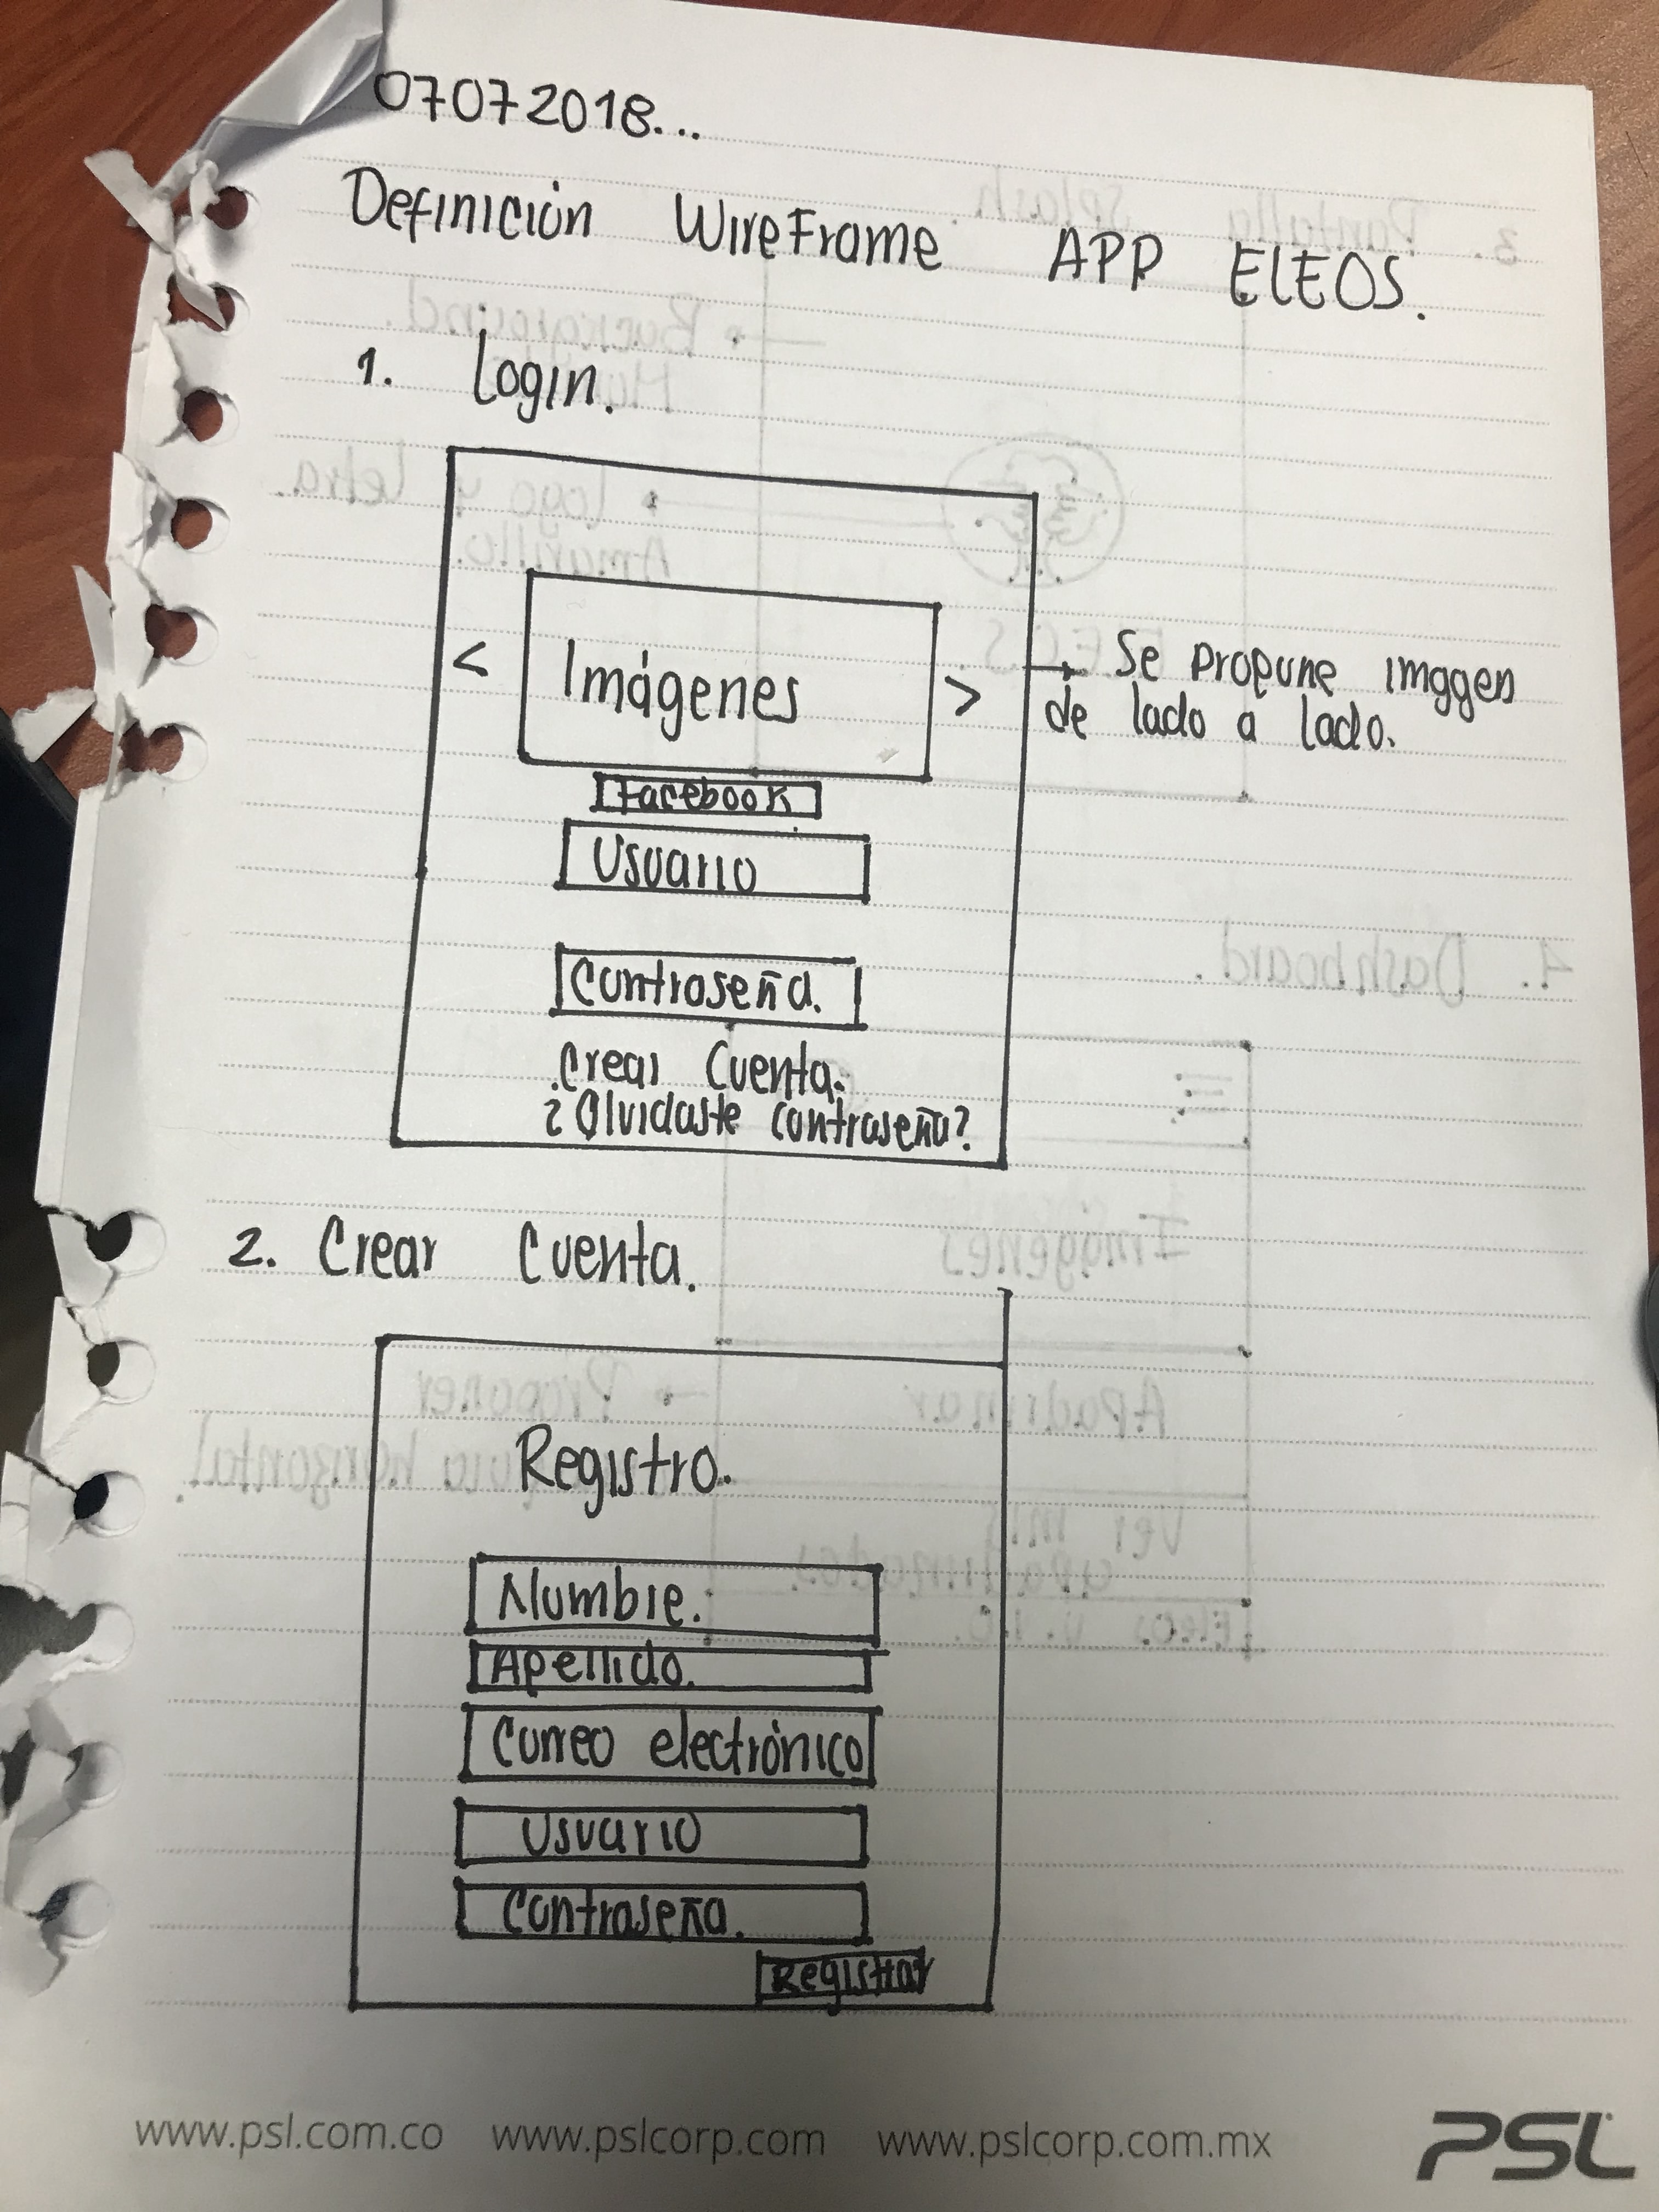 07072018...
Definición WireFrame APP ElEOS.
1. Login.
< Imágenes >
→ Se propone imagen
de lado a lado.
Facebook
Usuario
Contraseña.
Crear Cuenta.
¿Olvidaste contraseña?
2. Crear Cuenta.
Registro.
Nombre.
Apellido.
Correo electrónico
Usuario
Contraseña.
Registrar
www.psl.com.co www.pslcorp.com www.pslcorp.com.mx
PSL